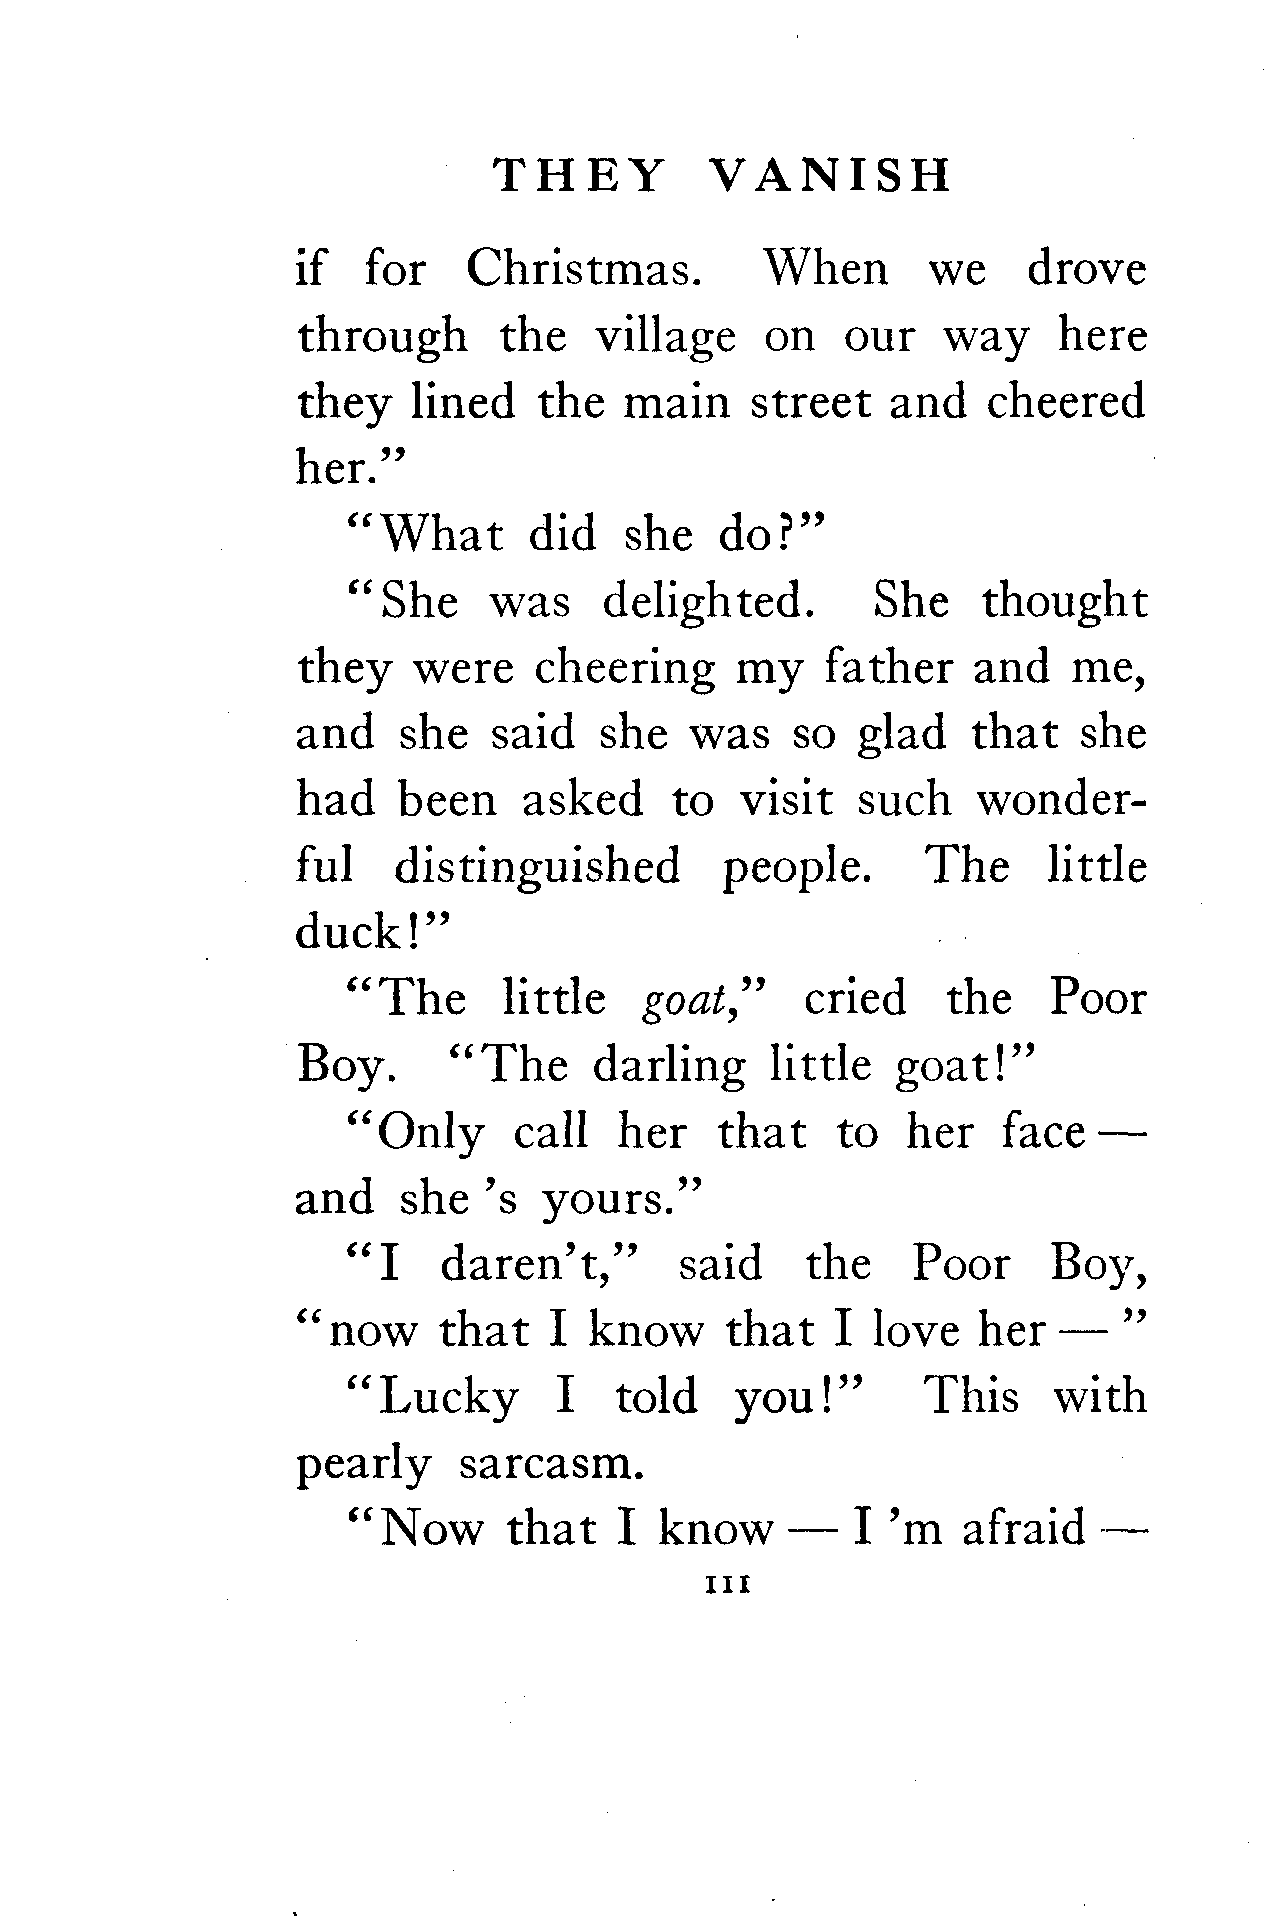 THEY VANISH
if for Christmas. When we drove
through the village on our way here
they lined the main street and cheered
her.”
“What did she do?”
“She was delighted. She thought
they were cheering my father and me,
and she said she was so glad that she
had been asked to visit such wonder-
ful distinguished people. The little
duck!”
“The little goat,” cried the Poor
Boy. “The darling little goat!”
“Only call her that to her face —
and she ’s yours.”
“I daren’t,” said the Poor Boy,
“now that I know that I love her — ”
“Lucky I told you!” This with
pearly sarcasm.
“Now that I know — I ’m afraid —
111